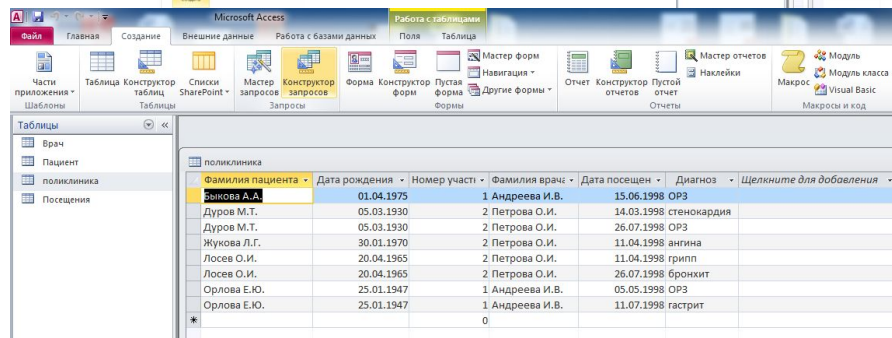 Microsoft Access
Работа с таблицами
Файл Главная Создание Внешние данные Работа с базами данных Поля Таблица
Части приложения
Таблица
Конструктор таблиц
Списки SharePoint
Мастер запросов
Конструктор запросов
Форма
Конструктор форм
Пустая форма
Мастер форм
Навигация
Другие формы
Отчет
Конструктор отчетов
Пустой отчет
Мастер отчетов
Наклейки
Макрос
Модуль
Модуль класса
Visual Basic
Шаблоны Таблицы Запросы Формы Отчеты Макросы и код
Таблицы
Врач
Пациент
поликлиника
Посещения
поликлиника
Фамилия пациента Дата рождения Номер участ Фамилия врача Дата посещен Диагноз Щелкните для добавления
Быкова А.А. 01.04.1975 1 Андреева И.В. 15.06.1998 ОРЗ
Дуров М.Т. 05.03.1930 2 Петрова О.И. 14.03.1998 стенокардия
Дуров М.Т. 05.03.1930 2 Петрова О.И. 26.07.1998 ОРЗ
Жукова Л.Г. 30.01.1970 2 Петрова О.И. 11.04.1998 ангина
Лосев О.И. 20.04.1965 2 Петрова О.И. 11.04.1998 грипп
Лосев О.И. 20.04.1965 2 Петрова О.И. 26.07.1998 бронхит
Орлова Е.Ю. 25.01.1947 1 Андреева И.В. 05.05.1998 ОРЗ
Орлова Е.Ю. 25.01.1947 1 Андреева И.В. 11.07.1998 гастрит
0